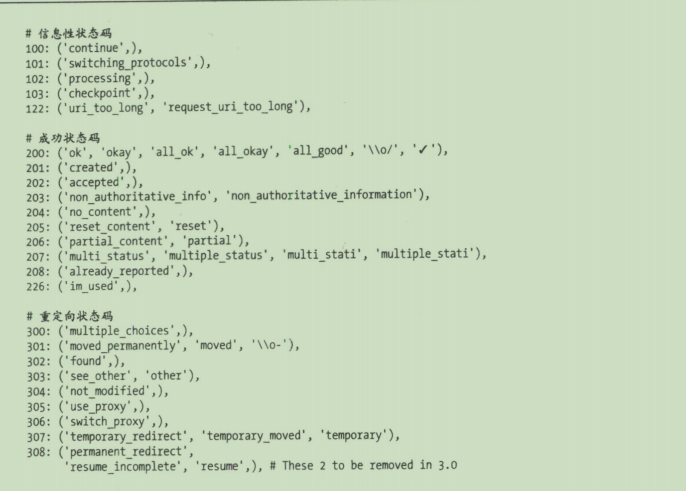 # 信息性状态码
100: ('continue',),
101: ('switching_protocols',),
102: ('processing',),
103: ('checkpoint',),
122: ('uri_too_long', 'request_uri_too_long'),
# 成功状态码
200: ('ok', 'okay', 'all_ok', 'all_okay', 'all_good', '\\o/', '✓'),
201: ('created',),
202: ('accepted',),
203: ('non_authoritative_info', 'non_authoritative_information'),
204: ('no_content',),
205: ('reset_content', 'reset'),
206: ('partial_content', 'partial'),
207: ('multi_status', 'multiple_status', 'multi_stati', 'multiple_stati'),
208: ('already_reported',),
226: ('im_used',),
# 重定向状态码
300: ('multiple_choices',),
301: ('moved_permanently', 'moved', '\\o-'),
302: ('found',),
303: ('see_other', 'other'),
304: ('not_modified',),
305: ('use_proxy',),
306: ('switch_proxy',),
307: ('temporary_redirect', 'temporary_moved', 'temporary'),
308: ('permanent_redirect',
'resume_incomplete', 'resume',), # These 2 to be removed in 3.0